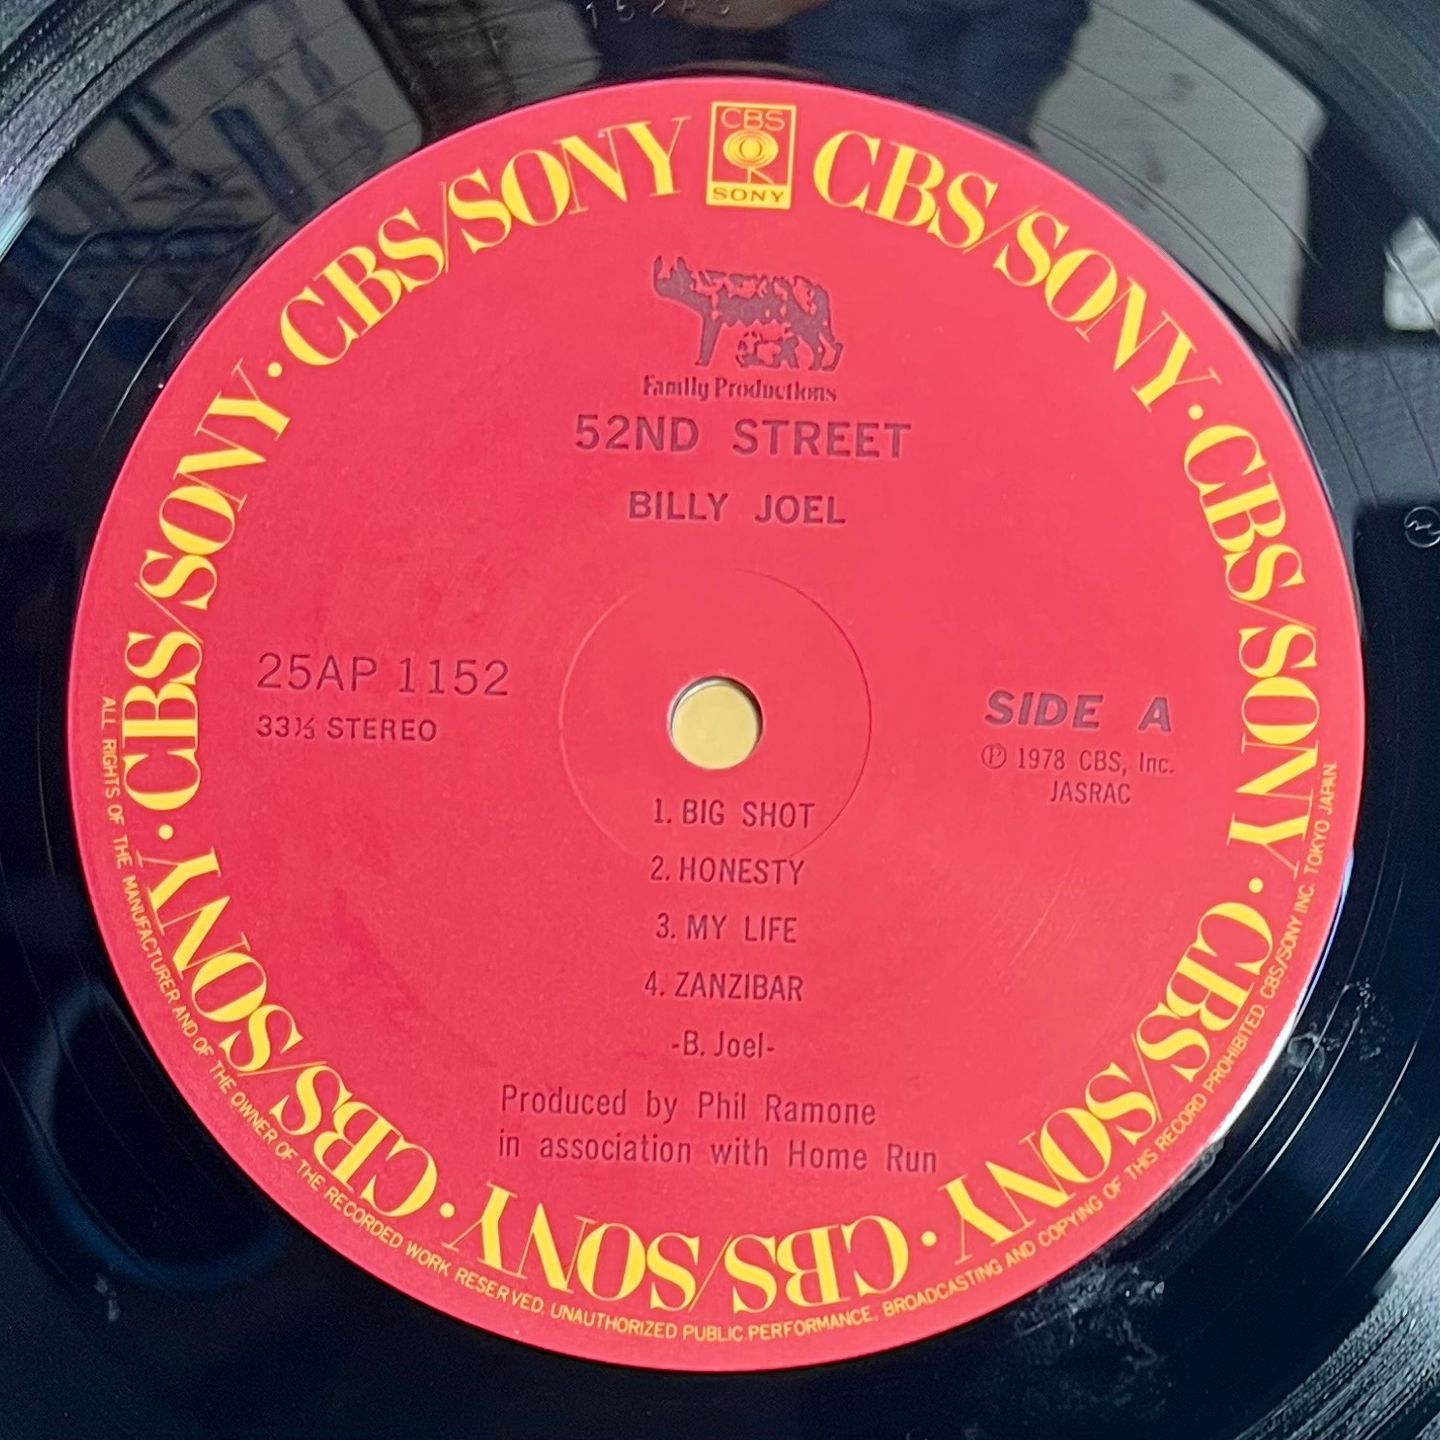 CBS
SONY
CBS/SONY · CBS/SONY · CBS/SONY · CBS/SONY · CBS/SONY · CBS/SONY · CBS/SONY
Family Productions
52ND STREET
BILLY JOEL
25AP 1152
33⅓ STEREO
SIDE A
Ⓟ 1978 CBS, Inc.
JASRAC
1. BIG SHOT
2. HONESTY
3. MY LIFE
4. ZANZIBAR
-B. Joel-
Produced by Phil Ramone
in association with Home Run
ALL RIGHTS OF THE MANUFACTURER AND OF THE OWNER OF THE RECORDED WORK RESERVED. UNAUTHORIZED PUBLIC PERFORMANCE, BROADCASTING AND COPYING OF THIS RECORD PROHIBITED. CBS/SONY INC. TOKYO JAPAN.